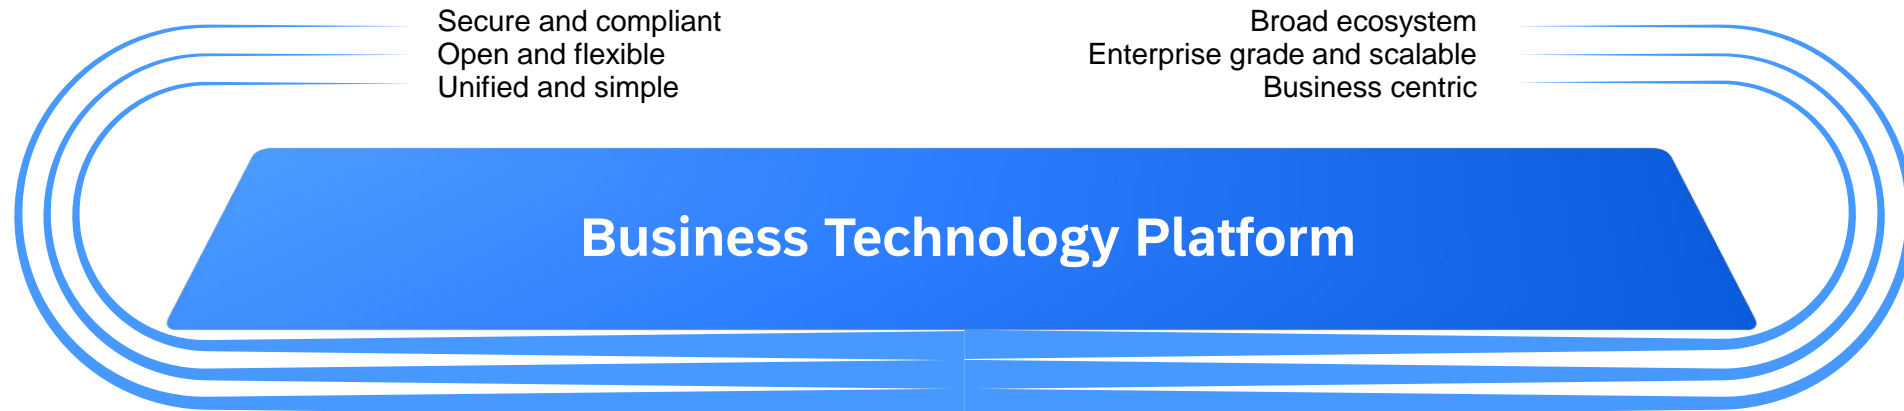 Secure and compliant
Open and flexible
Unified and simple
Broad ecosystem
Enterprise grade and scalable
Business centric
Business Technology Platform